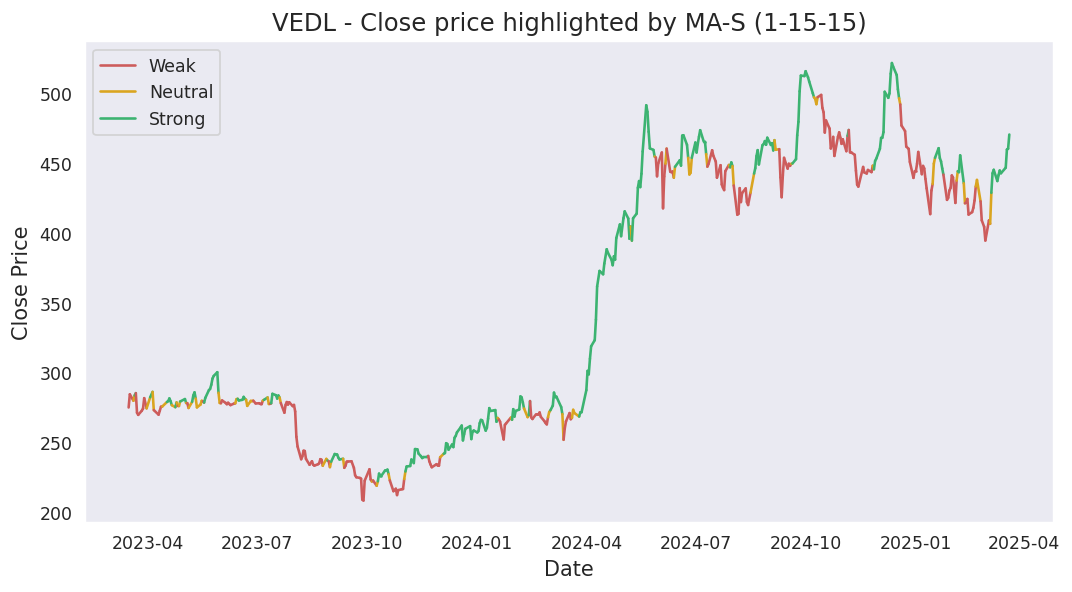 VEDL - Close price highlighted by MA-S (1-15-15)
Weak
Neutral
Strong
Close Price
500
450
400
350
300
250
200
2023-04 2023-07 2023-10 2024-01 2024-04 2024-07 2024-10 2025-01 2025-04
Date